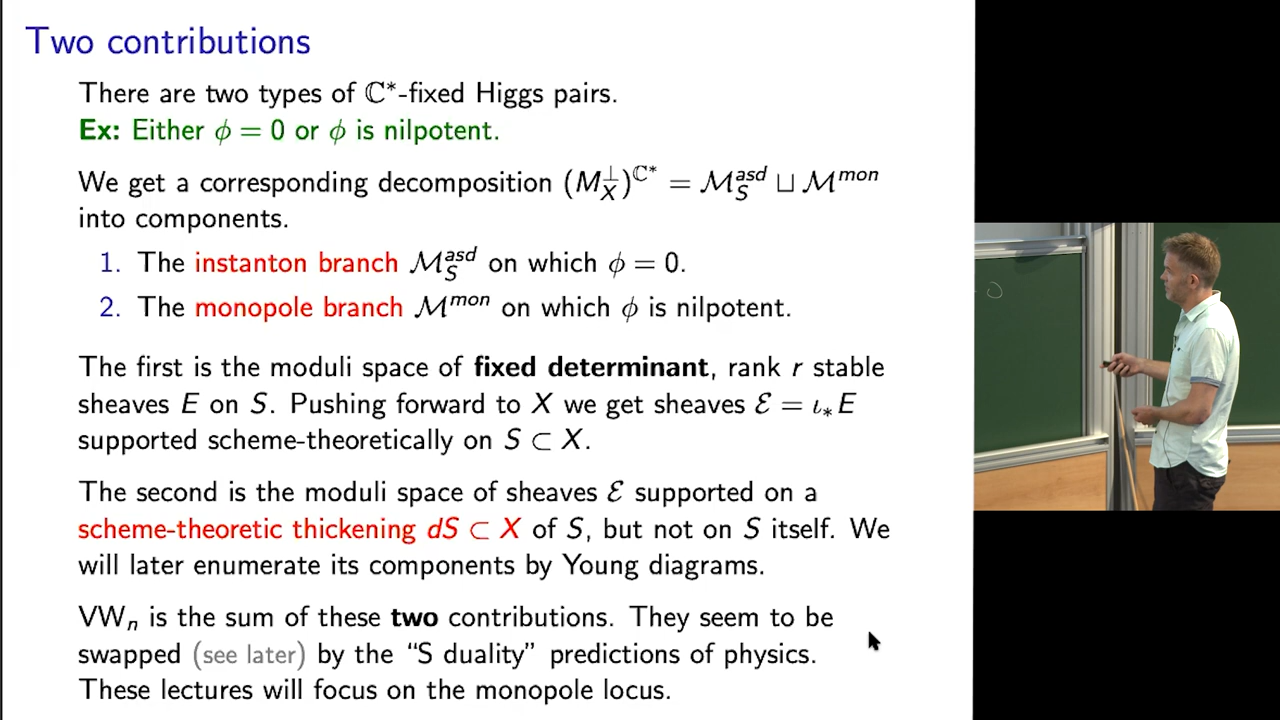 Two contributions
There are two types of ℂ*-fixed Higgs pairs.
Ex: Either ϕ = 0 or ϕ is nilpotent.
We get a corresponding decomposition (M_X^⊥)^{ℂ*} = ℳ_S^{asd} ⊔ ℳ^{mon}
into components.
1. The instanton branch ℳ_S^{asd} on which ϕ = 0.
2. The monopole branch ℳ^{mon} on which ϕ is nilpotent.
The first is the moduli space of fixed determinant, rank r stable
sheaves E on S. Pushing forward to X we get sheaves ℰ = ι_* E
supported scheme-theoretically on S ⊂ X.
The second is the moduli space of sheaves ℰ supported on a
scheme-theoretic thickening dS ⊂ X of S, but not on S itself. We
will later enumerate its components by Young diagrams.
VW_n is the sum of these two contributions. They seem to be
swapped (see later) by the “S duality” predictions of physics.
These lectures will focus on the monopole locus.